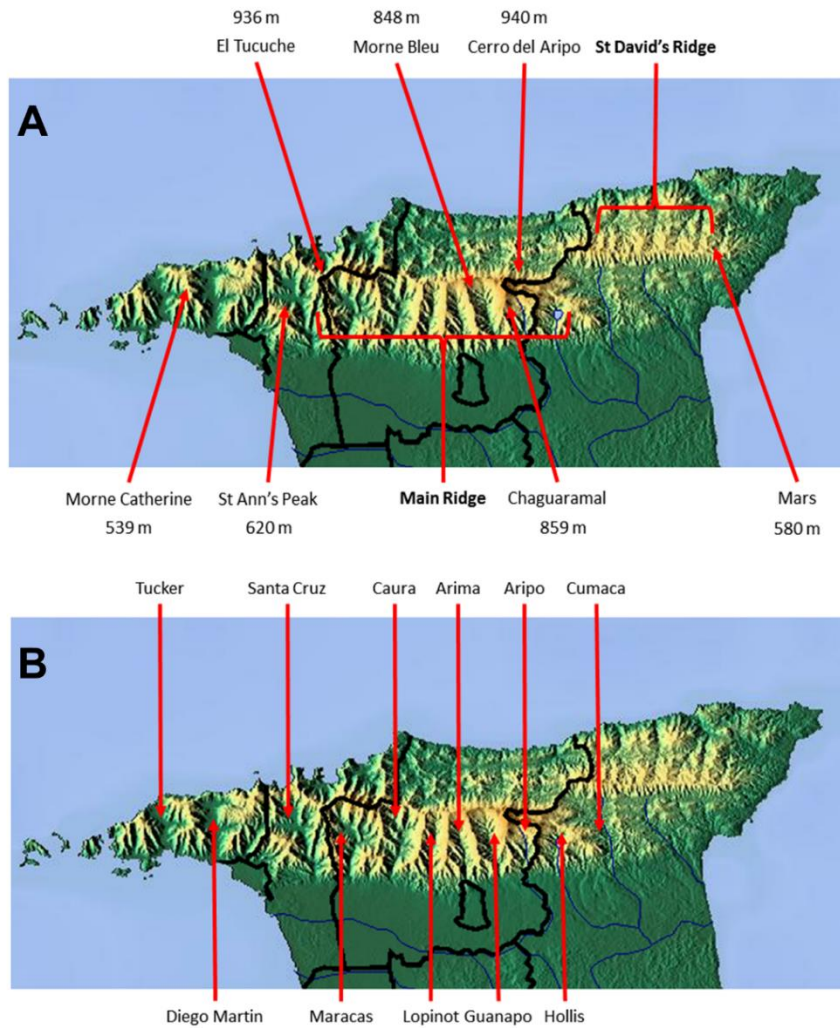 936 m 848 m 940 m
El Tucuche Morne Bleu Cerro del Aripo St David's Ridge
A
Morne Catherine St Ann's Peak Main Ridge Chaguaramal Mars
539 m 620 m 859 m 580 m
Tucker Santa Cruz Caura Arima Aripo Cumaca
B
Diego Martin Maracas Lopinot Guanapo Hollis